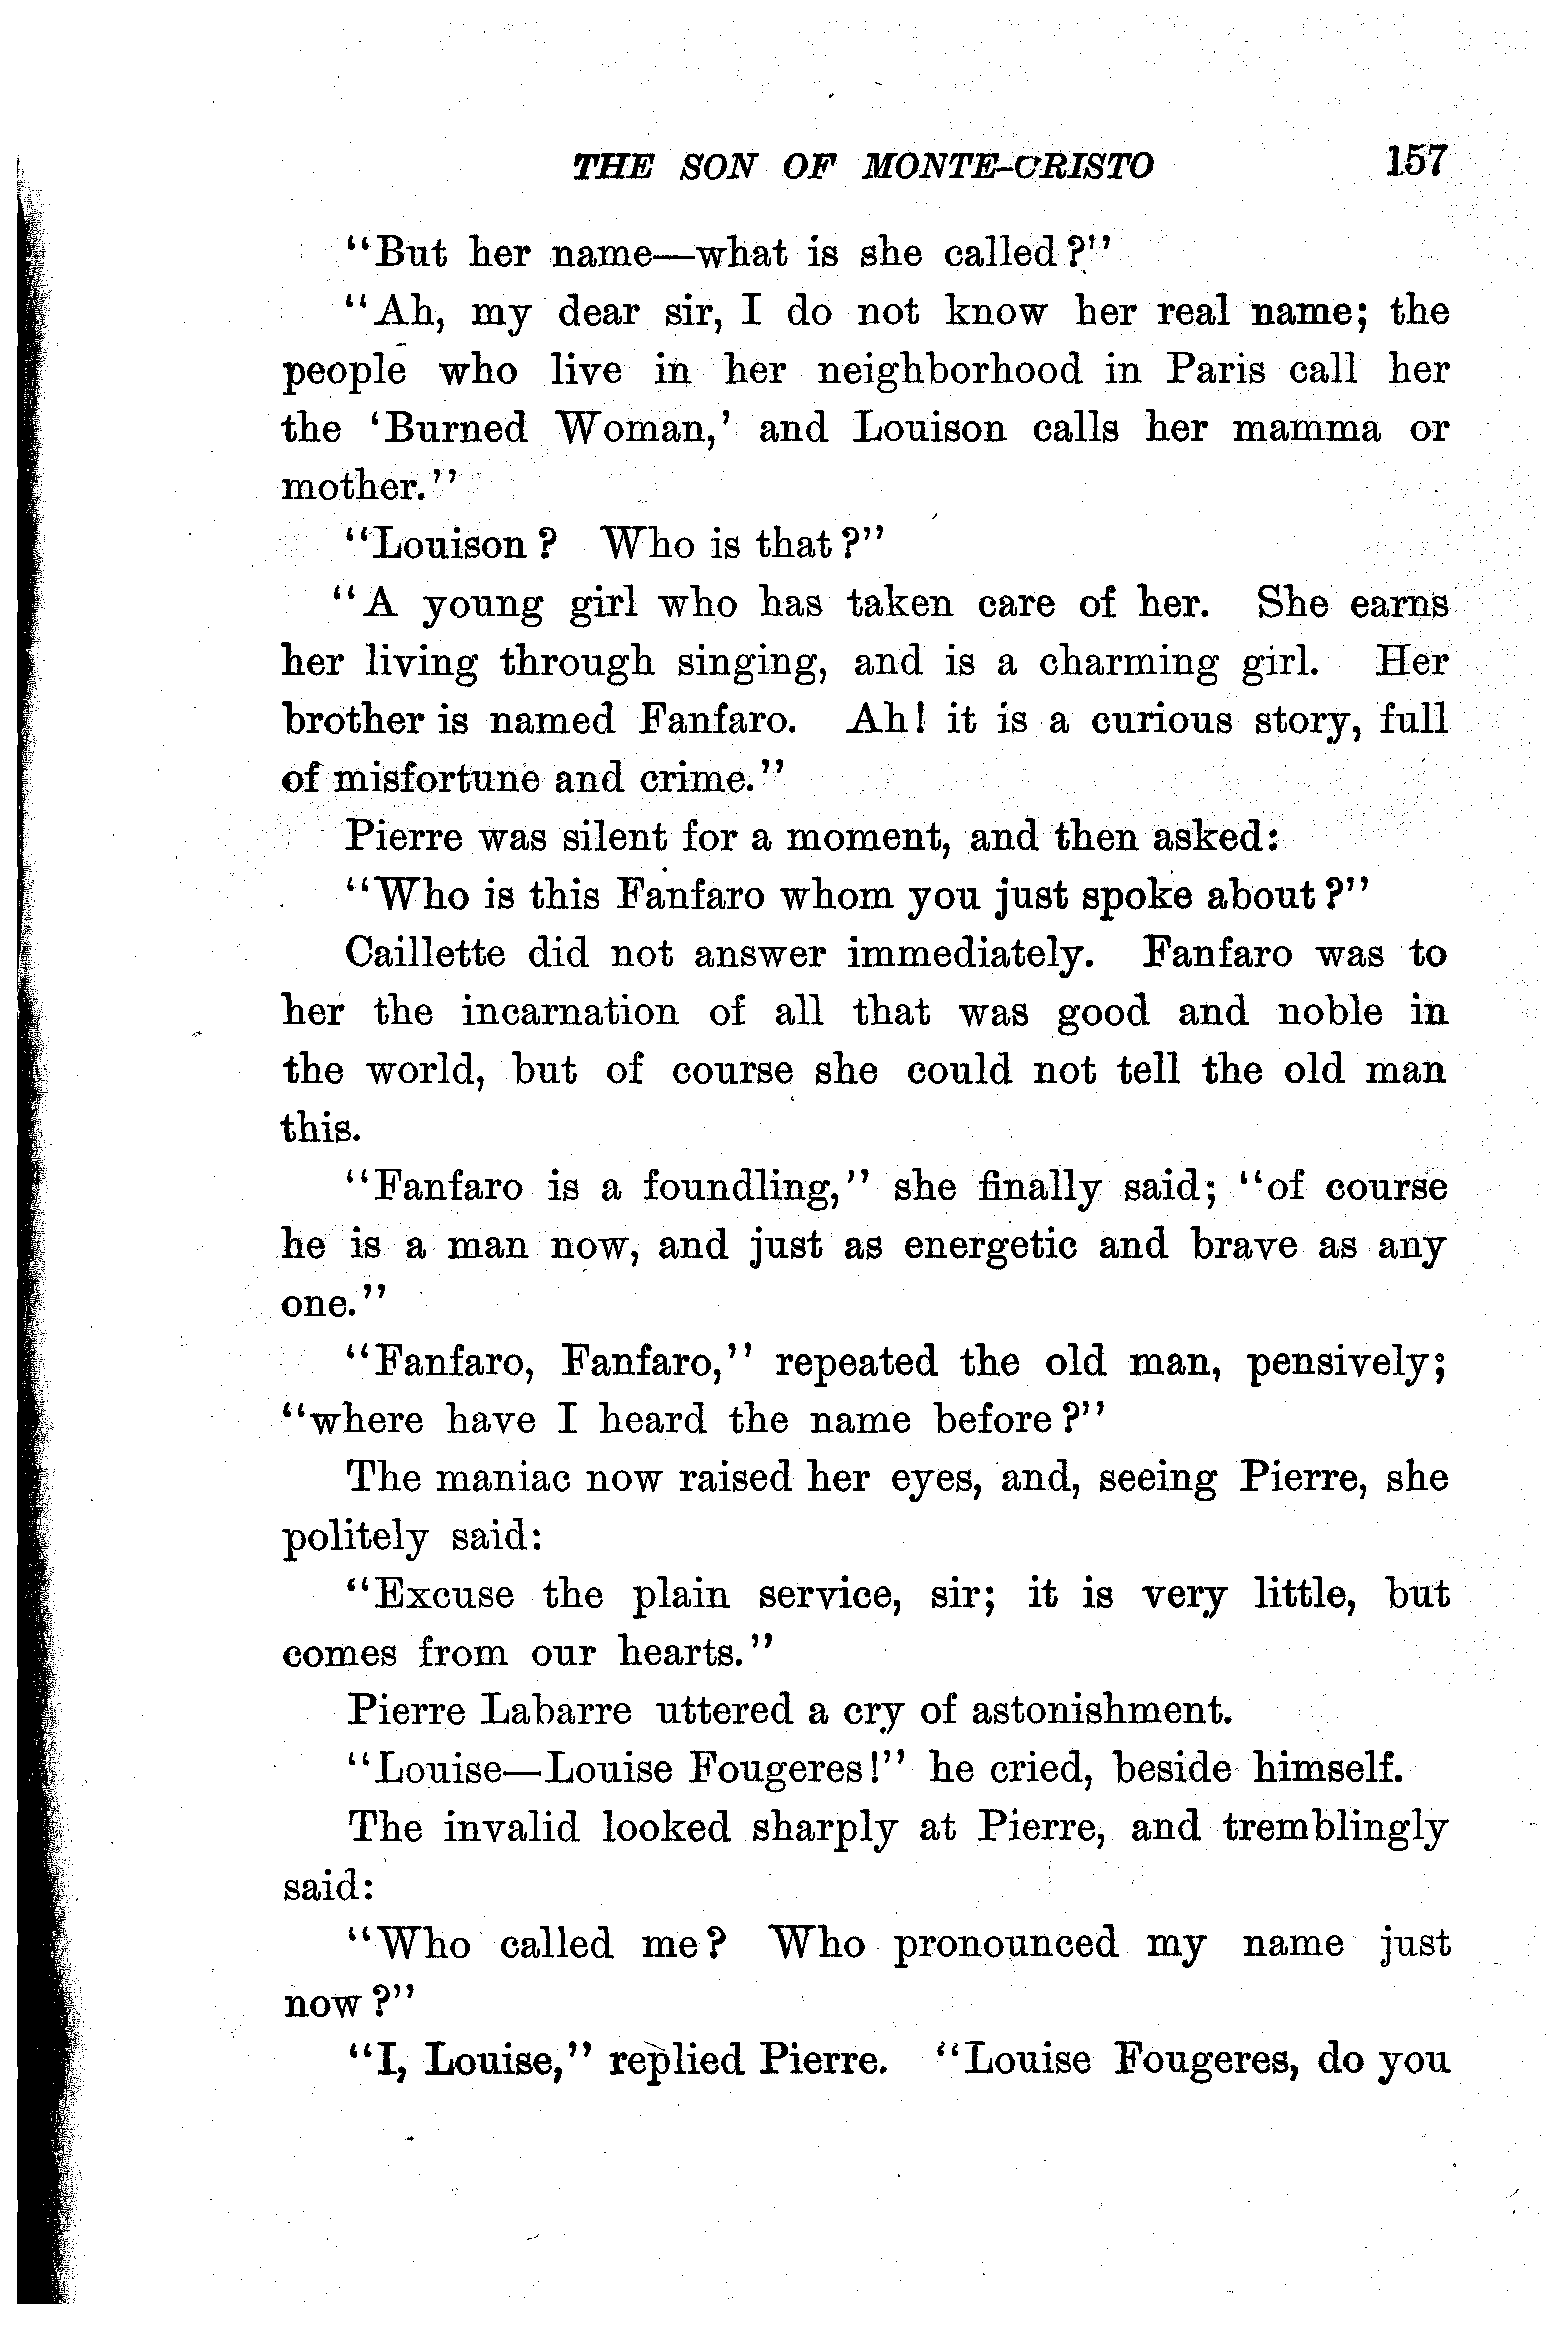 THE SON OF MONTE-CRISTO 157
"But her name—what is she called?"
"Ah, my dear sir, I do not know her real name; the
people who live in her neighborhood in Paris call her
the 'Burned Woman,' and Louison calls her mamma or
mother."
"Louison? Who is that?"
"A young girl who has taken care of her. She earns
her living through singing, and is a charming girl. Her
brother is named Fanfaro. Ah! it is a curious story, full
of misfortune and crime."
Pierre was silent for a moment, and then asked:
"Who is this Fanfaro whom you just spoke about?"
Caillette did not answer immediately. Fanfaro was to
her the incarnation of all that was good and noble in
the world, but of course she could not tell the old man
this.
"Fanfaro is a foundling," she finally said; "of course
he is a man now, and just as energetic and brave as any
one."
"Fanfaro, Fanfaro," repeated the old man, pensively;
"where have I heard the name before?"
The maniac now raised her eyes, and, seeing Pierre, she
politely said:
"Excuse the plain service, sir; it is very little, but
comes from our hearts."
Pierre Labarre uttered a cry of astonishment.
"Louise—Louise Fougeres!" he cried, beside himself.
The invalid looked sharply at Pierre, and tremblingly
said:
"Who called me? Who pronounced my name just
now?"
"I, Louise," replied Pierre. "Louise Fougeres, do you